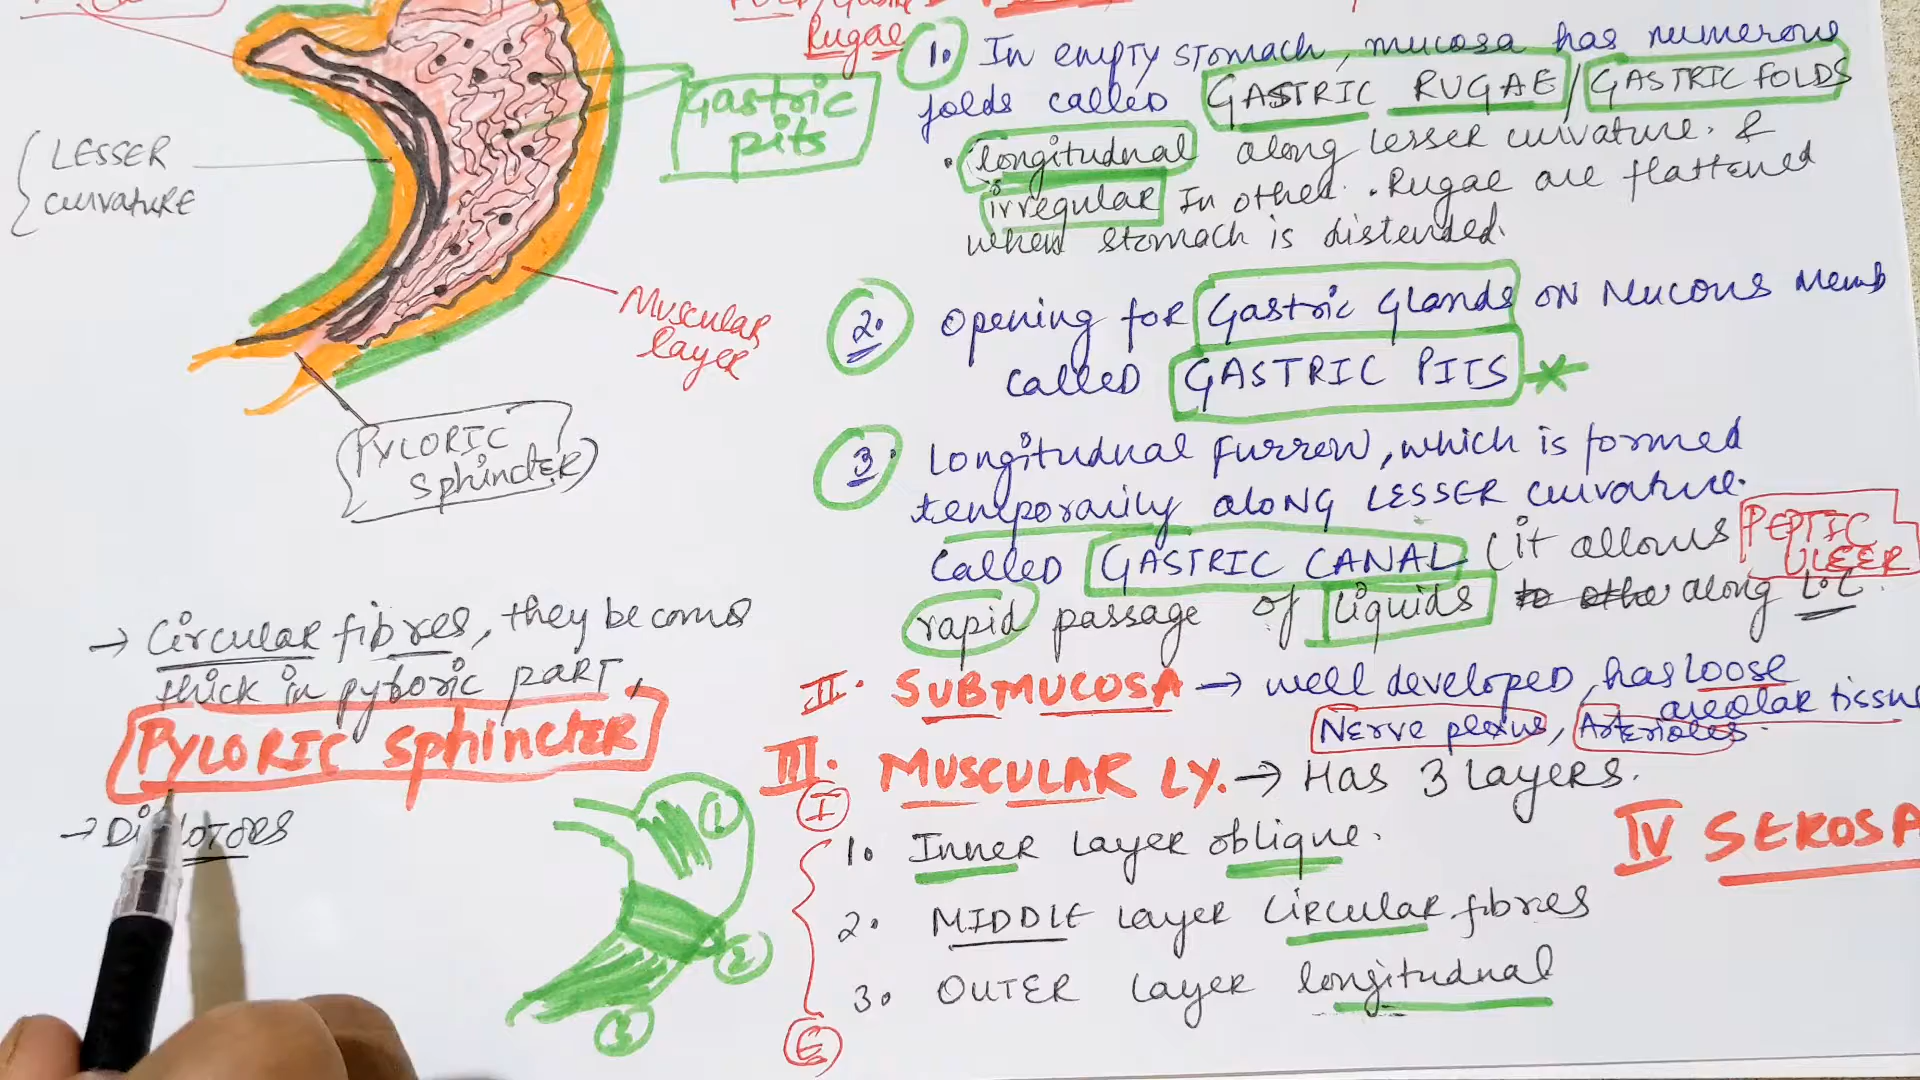 Rugae
1. In empty stomach, mucosa has numerous
folds called GASTRIC RUGAE / GASTRIC FOLDS
• longitudnal along lesser curvature. &
irregular In other. • Rugae are flattened
when stomach is distended.
Gastric
pits
LESSER
curvature
Muscular
layer
PYLORIC
Sphincter
2. Opening for Gastric Glands ON Mucous Memb
called GASTRIC PITS
3. Longitudnal Furrow, which is formed
temporarily along LESSER curvature.
called GASTRIC CANAL (it allows
rapid passage of liquids along L.C.
PEPTIC
ULEER
→ Circular fibres, they become
thick in pyloric part,
PYLORIC Sphincter
II. SUBMUCOSA → well developed, has loose
areolar tissue
Nerve plexus, Arterioles.
III. MUSCULAR LY. → Has 3 layers.
I
1. Inner Layer oblique.
2. MIDDLE Layer Circular fibres
3. OUTER Layer longitudnal
E
IV SEROSA
1
2
3